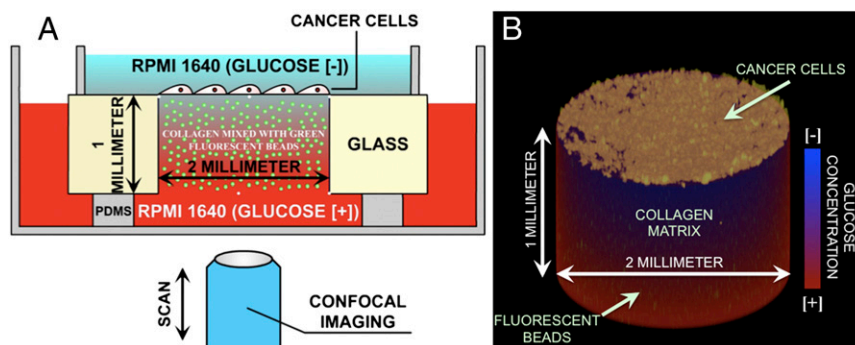 A
CANCER CELLS
RPMI 1640 (GLUCOSE [-])
1
MILLIMETER
COLLAGEN MIXED WITH GREEN
FLUORESCENT BEADS
2 MILLIMETER
GLASS
PDMS
RPMI 1640 (GLUCOSE [+])
SCAN
CONFOCAL
IMAGING
B
CANCER CELLS
1 MILLIMETER
COLLAGEN
MATRIX
2 MILLIMETER
FLUORESCENT
BEADS
[-]
GLUCOSE
CONCENTRATION
[+]